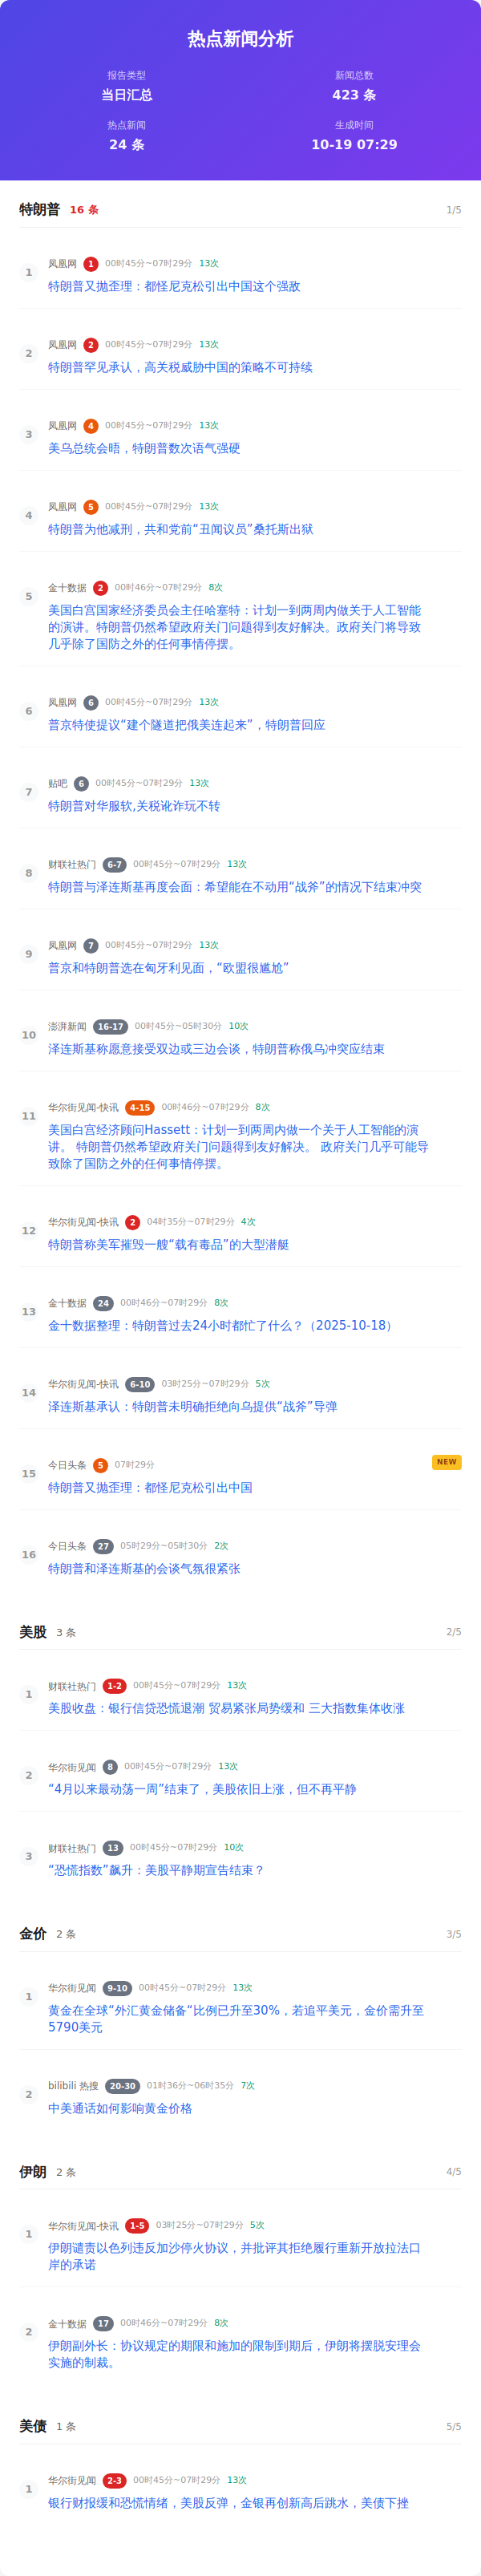 热点新闻分析
报告类型
新闻总数
当日汇总
423 条
热点新闻
生成时间
24 条
10-19 07:29
特朗普 16 条 1/5
1 凤凰网 1 00时45分~07时29分 13次
特朗普又抛歪理：都怪尼克松引出中国这个强敌
2 凤凰网 2 00时45分~07时29分 13次
特朗普罕见承认，高关税威胁中国的策略不可持续
3 凤凰网 4 00时45分~07时29分 13次
美乌总统会晤，特朗普数次语气强硬
4 凤凰网 5 00时45分~07时29分 13次
特朗普为他减刑，共和党前“丑闻议员”桑托斯出狱
5 金十数据 2 00时46分~07时29分 8次
美国白宫国家经济委员会主任哈塞特：计划一到两周内做关于人工智能
的演讲。特朗普仍然希望政府关门问题得到友好解决。政府关门将导致
几乎除了国防之外的任何事情停摆。
6 凤凰网 6 00时45分~07时29分 13次
普京特使提议“建个隧道把俄美连起来”，特朗普回应
7 贴吧 6 00时45分~07时29分 13次
特朗普对华服软,关税讹诈玩不转
8 财联社热门 6-7 00时45分~07时29分 13次
特朗普与泽连斯基再度会面：希望能在不动用“战斧”的情况下结束冲突
9 凤凰网 7 00时45分~07时29分 13次
普京和特朗普选在匈牙利见面，“欧盟很尴尬”
10 澎湃新闻 16-17 00时45分~05时30分 10次
泽连斯基称愿意接受双边或三边会谈，特朗普称俄乌冲突应结束
11 华尔街见闻-快讯 4-15 00时46分~07时29分 8次
美国白宫经济顾问Hassett：计划一到两周内做一个关于人工智能的演
讲。 特朗普仍然希望政府关门问题得到友好解决。 政府关门几乎可能导
致除了国防之外的任何事情停摆。
12 华尔街见闻-快讯 2 04时35分~07时29分 4次
特朗普称美军摧毁一艘“载有毒品”的大型潜艇
13 金十数据 24 00时46分~07时29分 8次
金十数据整理：特朗普过去24小时都忙了什么？（2025-10-18）
14 华尔街见闻-快讯 6-10 03时25分~07时29分 5次
泽连斯基承认：特朗普未明确拒绝向乌提供“战斧”导弹
15 今日头条 5 07时29分 NEW
特朗普又抛歪理：都怪尼克松引出中国
16 今日头条 27 05时29分~05时30分 2次
特朗普和泽连斯基的会谈气氛很紧张
美股 3 条 2/5
1 财联社热门 1-2 00时45分~07时29分 13次
美股收盘：银行信贷恐慌退潮 贸易紧张局势缓和 三大指数集体收涨
2 华尔街见闻 8 00时45分~07时29分 13次
“4月以来最动荡一周”结束了，美股依旧上涨，但不再平静
3 财联社热门 13 00时45分~07时29分 10次
“恐慌指数”飙升：美股平静期宣告结束？
金价 2 条 3/5
1 华尔街见闻 9-10 00时45分~07时29分 13次
黄金在全球“外汇黄金储备“比例已升至30%，若追平美元，金价需升至
5790美元
2 bilibili 热搜 20-30 01时36分~06时35分 7次
中美通话如何影响黄金价格
伊朗 2 条 4/5
1 华尔街见闻-快讯 1-5 03时25分~07时29分 5次
伊朗谴责以色列违反加沙停火协议，并批评其拒绝履行重新开放拉法口
岸的承诺
2 金十数据 17 00时46分~07时29分 8次
伊朗副外长：协议规定的期限和施加的限制到期后，伊朗将摆脱安理会
实施的制裁。
美债 1 条 5/5
1 华尔街见闻 2-3 00时45分~07时29分 13次
银行财报缓和恐慌情绪，美股反弹，金银再创新高后跳水，美债下挫